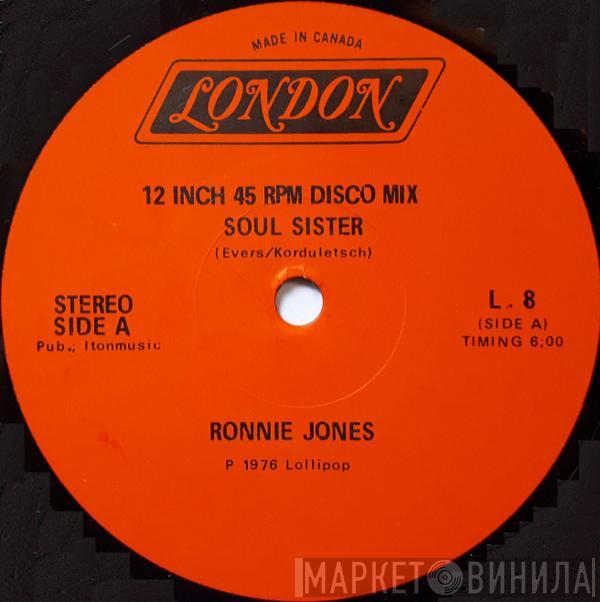 MADE IN CANADA
LONDON
12 INCH 45 RPM DISCO MIX
SOUL SISTER
(Evers/Korduletsch)
STEREO
SIDE A
Pub.; Itonmusic
L. 8
(SIDE A)
TIMING 6;00
RONNIE JONES
P 1976 Lollipop
МАРКЕТ ВИНИЛА